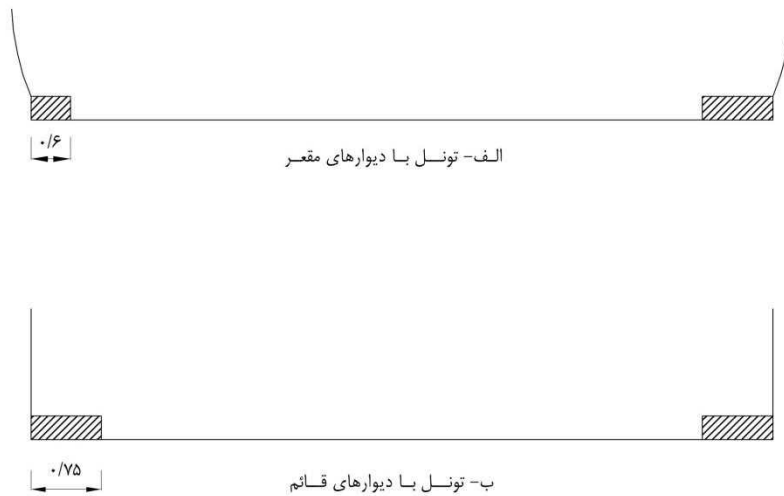 ۰/۶
الف- تونل با دیوارهای مقعر
۰/۷۵
ب- تونل با دیوارهای قائم